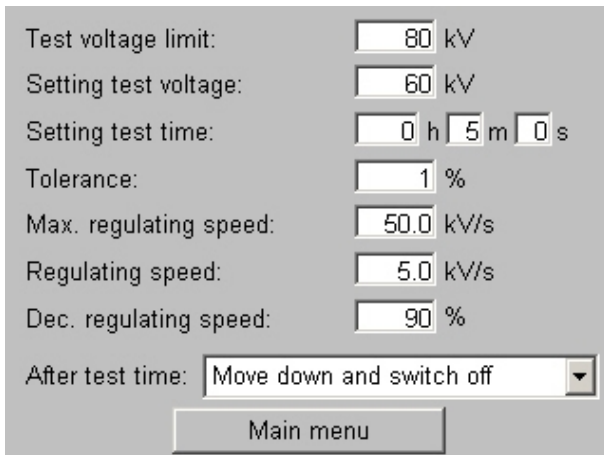 Test voltage limit: 80 kV
Setting test voltage: 60 kV
Setting test time: 0 h 5 m 0 s
Tolerance: 1 %
Max. regulating speed: 50.0 kV/s
Regulating speed: 5.0 kV/s
Dec. regulating speed: 90 %
After test time: Move down and switch off
Main menu